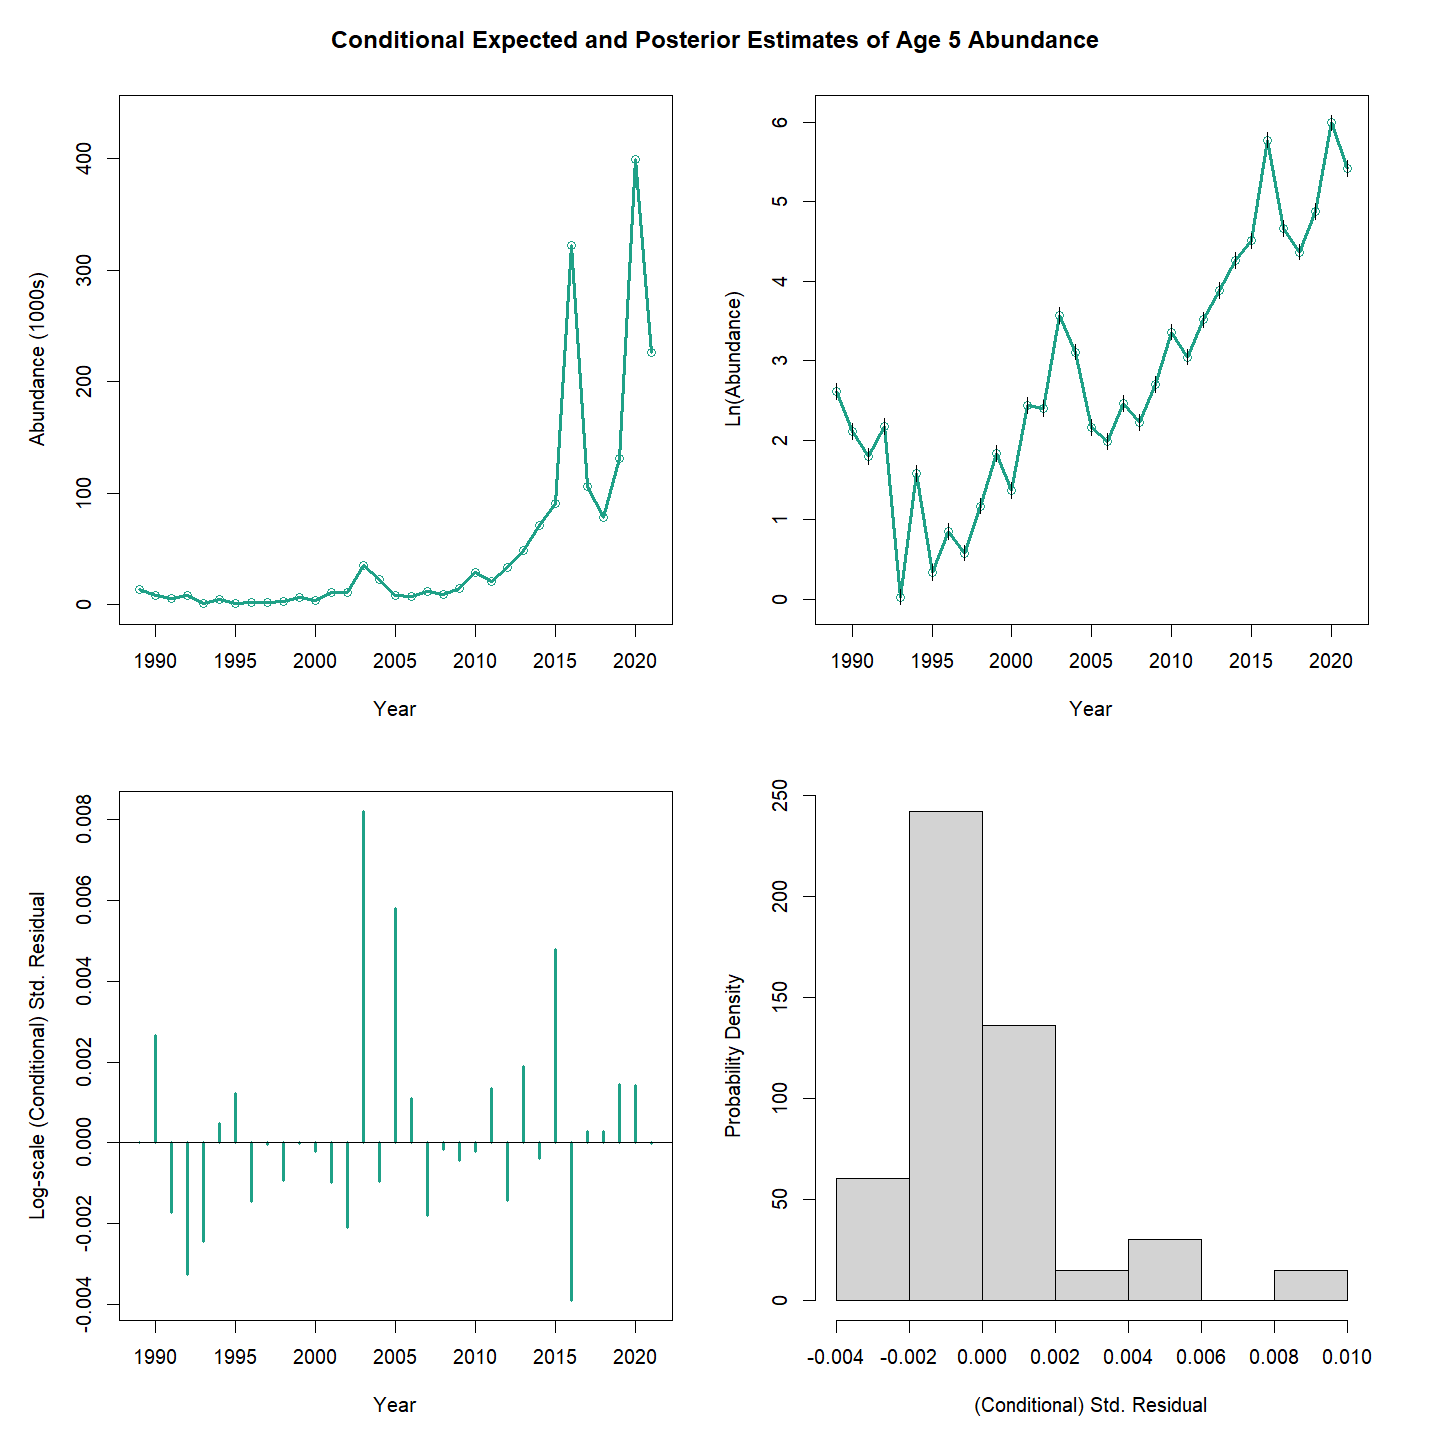 Conditional Expected and Posterior Estimates of Age 5 Abundance
Abundance (1000s)
400
300
200
100
0
1990 1995 2000 2005 2010 2015 2020
Year
Ln(Abundance)
6
5
4
3
2
1
0
1990 1995 2000 2005 2010 2015 2020
Year
Log-scale (Conditional) Std. Residual
0.008
0.006
0.004
0.002
0.000
-0.002
-0.004
1990 1995 2000 2005 2010 2015 2020
Year
Probability Density
250
200
150
100
50
0
-0.004 -0.002 0.000 0.002 0.004 0.006 0.008 0.010
(Conditional) Std. Residual